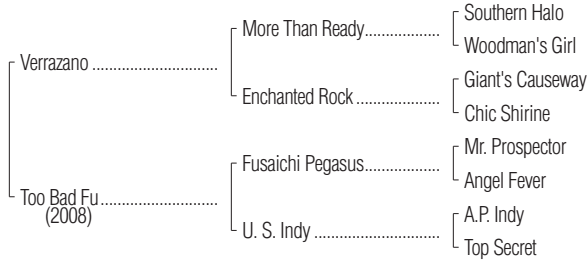 Southern Halo
More Than Ready..................
Woodman's Girl
Verrazano ..............................
Giant's Causeway
Enchanted Rock ....................
Chic Shirine
Mr. Prospector
Fusaichi Pegasus..................
Angel Fever
Too Bad Fu............................
(2008)
A.P. Indy
U. S. Indy ..............................
Top Secret